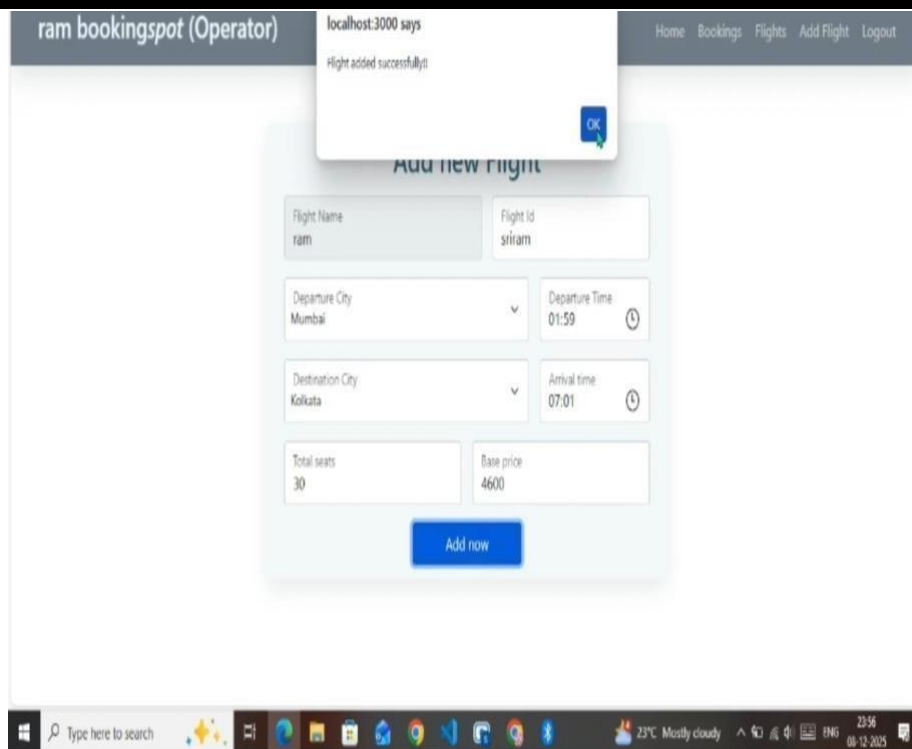 ram bookingspot (Operator)
Home Bookings Flights Add Flight Logout
localhost:3000 says
Flight added successfully!!
OK
Add new Flight
Flight Name
ram
Flight Id
sriram
Departure City
Mumbai
Departure Time
01:59
Destination City
Kolkata
Arrival time
07:01
Total seats
30
Base price
4600
Add now
Type here to search
23°C Mostly cloudy
ENG
23:56
08-12-2025